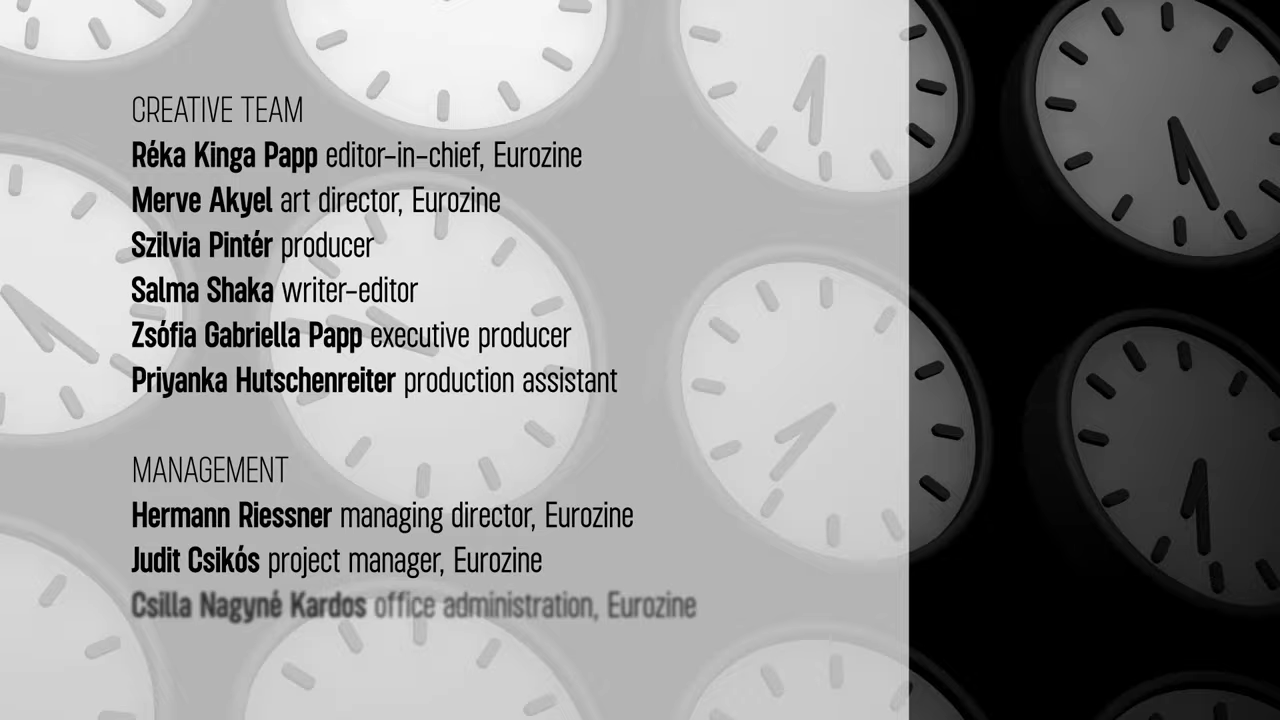 CREATIVE TEAM
Réka Kinga Papp editor-in-chief, Eurozine
Merve Akyel art director, Eurozine
Szilvia Pintér producer
Salma Shaka writer-editor
Zsófia Gabriella Papp executive producer
Priyanka Hutschenreiter production assistant
MANAGEMENT
Hermann Riessner managing director, Eurozine
Judit Csikós project manager, Eurozine
Csilla Nagyné Kardos office administration, Eurozine